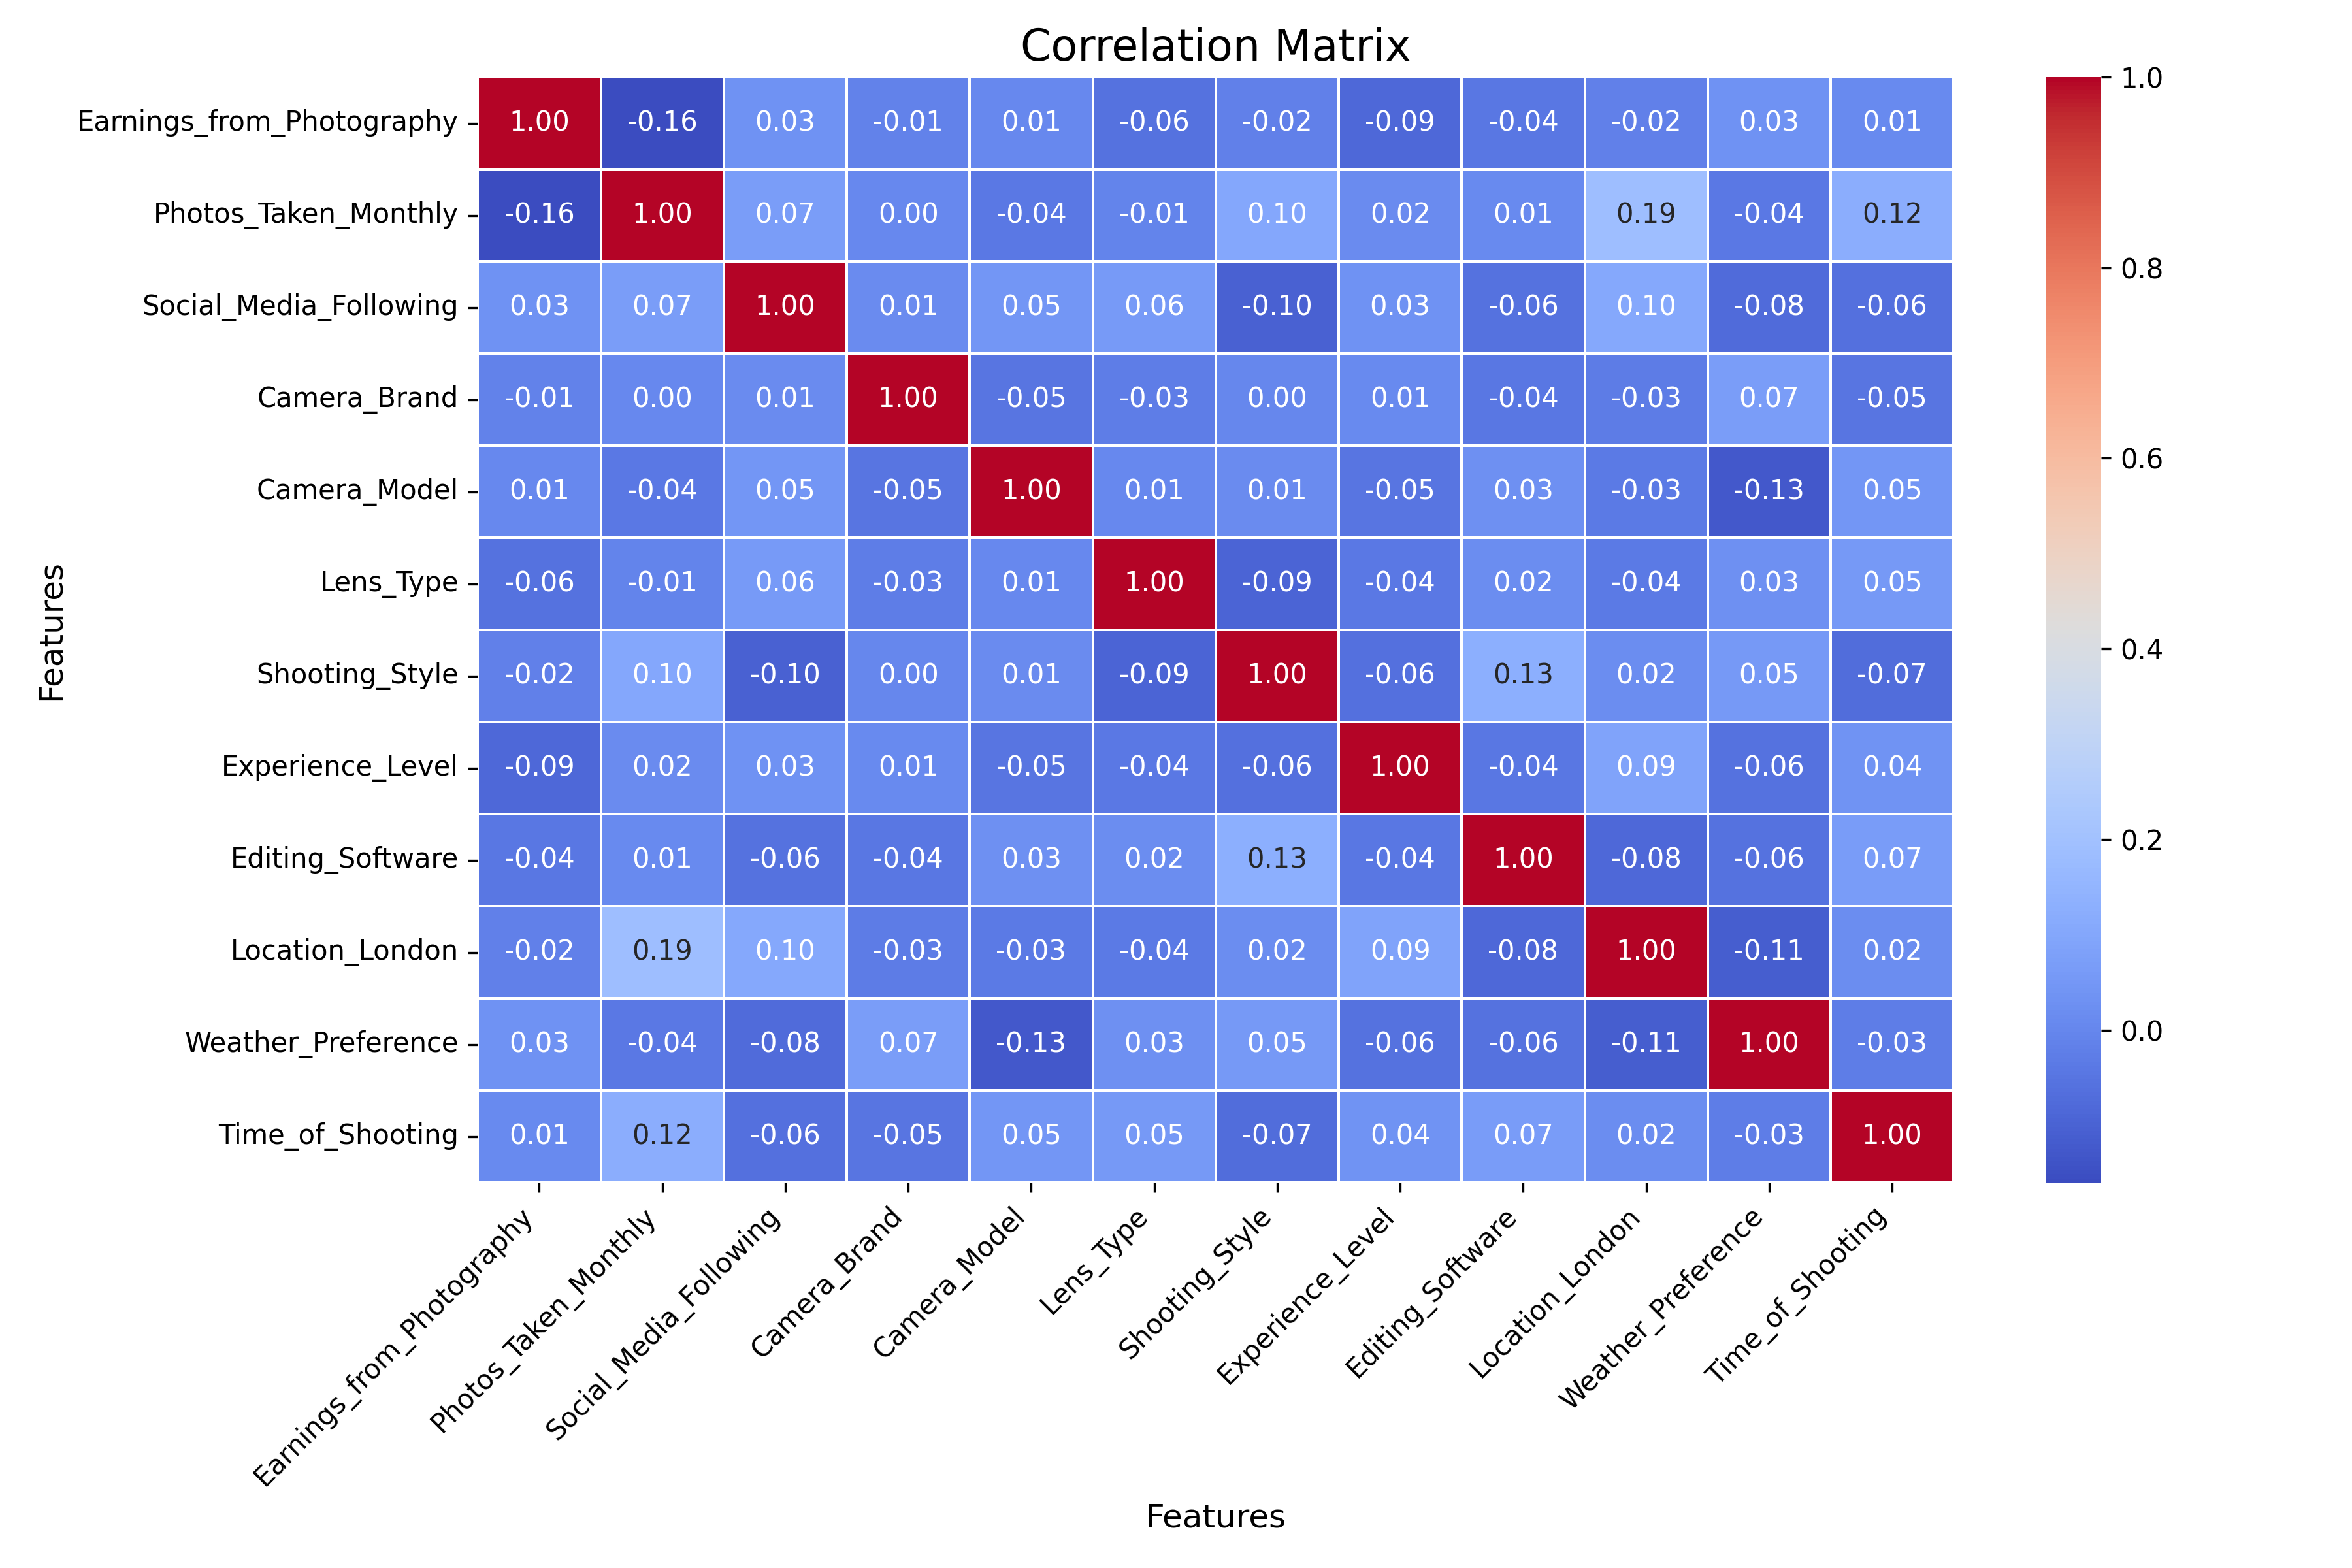 Correlation Matrix
Earnings_from_Photography 1.00 -0.16 0.03 -0.01 0.01 -0.06 -0.02 -0.09 -0.04 -0.02 0.03 0.01
Photos_Taken_Monthly -0.16 1.00 0.07 0.00 -0.04 -0.01 0.10 0.02 0.01 0.19 -0.04 0.12
Social_Media_Following 0.03 0.07 1.00 0.01 0.05 0.06 -0.10 0.03 -0.06 0.10 -0.08 -0.06
Camera_Brand -0.01 0.00 0.01 1.00 -0.05 -0.03 0.00 0.01 -0.04 -0.03 0.07 -0.05
Camera_Model 0.01 -0.04 0.05 -0.05 1.00 0.01 0.01 -0.05 0.03 -0.03 -0.13 0.05
Lens_Type -0.06 -0.01 0.06 -0.03 0.01 1.00 -0.09 -0.04 0.02 -0.04 0.03 0.05
Shooting_Style -0.02 0.10 -0.10 0.00 0.01 -0.09 1.00 -0.06 0.13 0.02 0.05 -0.07
Experience_Level -0.09 0.02 0.03 0.01 -0.05 -0.04 -0.06 1.00 -0.04 0.09 -0.06 0.04
Editing_Software -0.04 0.01 -0.06 -0.04 0.03 0.02 0.13 -0.04 1.00 -0.08 -0.06 0.07
Location_London -0.02 0.19 0.10 -0.03 -0.03 -0.04 0.02 0.09 -0.08 1.00 -0.11 0.02
Weather_Preference 0.03 -0.04 -0.08 0.07 -0.13 0.03 0.05 -0.06 -0.06 -0.11 1.00 -0.03
Time_of_Shooting 0.01 0.12 -0.06 -0.05 0.05 0.05 -0.07 0.04 0.07 0.02 -0.03 1.00
Features
Earnings_from_Photography
Photos_Taken_Monthly
Social_Media_Following
Camera_Brand
Camera_Model
Lens_Type
Shooting_Style
Experience_Level
Editing_Software
Location_London
Weather_Preference
Time_of_Shooting
Features
1.0
0.8
0.6
0.4
0.2
0.0